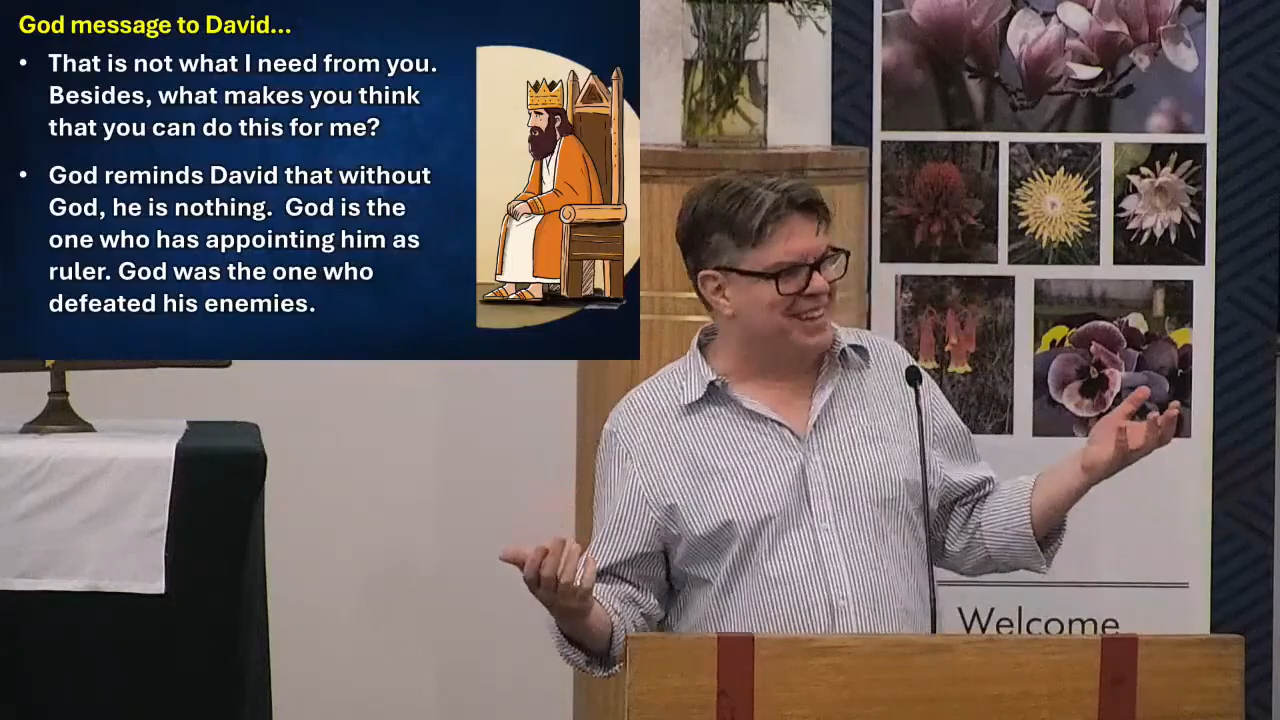 God message to David...
• That is not what I need from you.
Besides, what makes you think
that you can do this for me?
• God reminds David that without
God, he is nothing.  God is the
one who has appointing him as
ruler. God was the one who
defeated his enemies.
Welcome